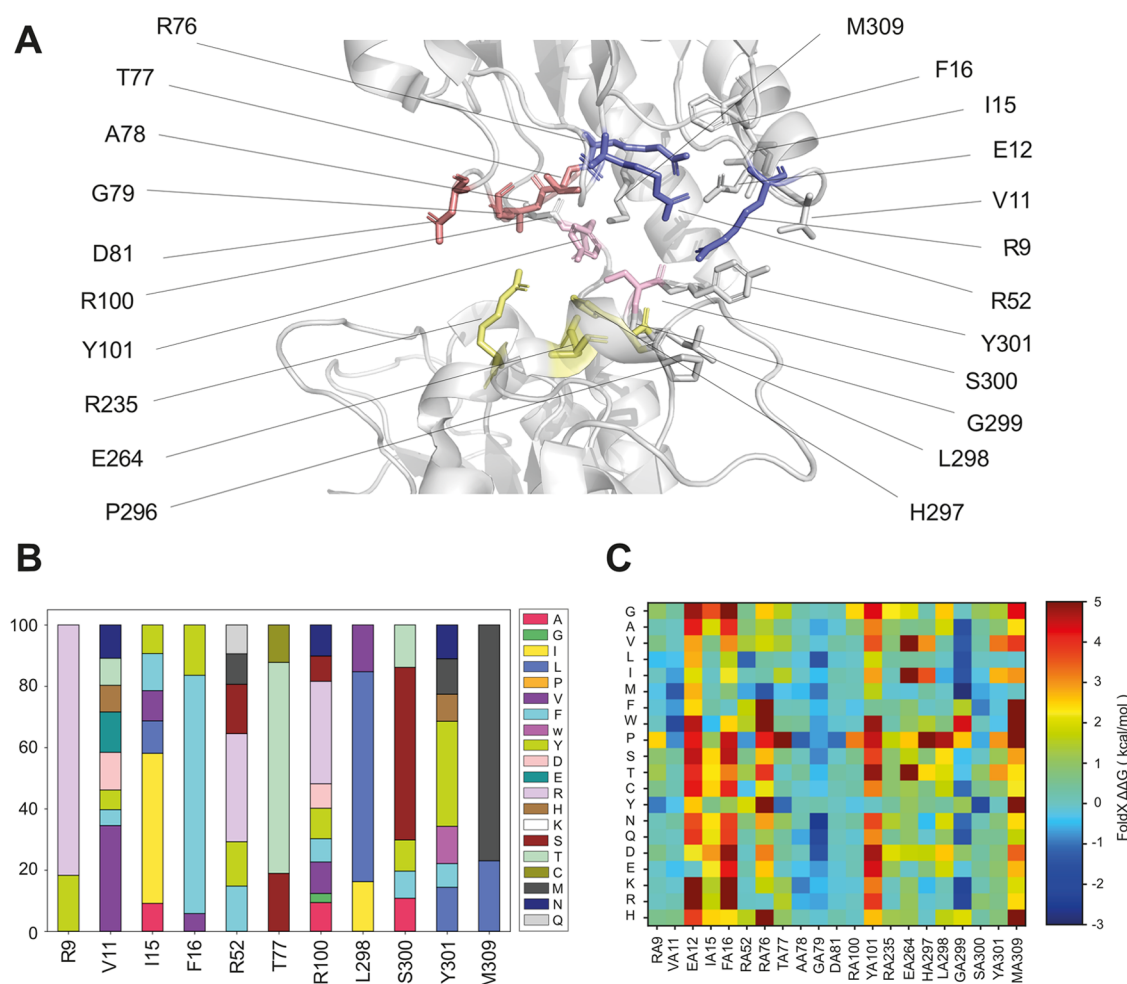 A
R76
T77
A78
G79
D81
R100
Y101
R235
E264
P296
M309
F16
I15
E12
V11
R9
R52
Y301
S300
G299
L298
H297
B
100
80
60
40
20
0
R9
V11
I15
F16
R52
T77
R100
L298
S300
Y301
M309
A
G
I
L
P
V
F
w
Y
D
E
R
H
K
S
T
C
M
N
Q
C
G
A
V
L
I
M
F
W
P
S
T
C
Y
N
Q
D
E
K
R
H
RA9
VA11
EA12
IA15
FA16
RA52
RA76
TA77
AA78
GA79
DA81
RA100
YA101
RA235
EA264
HA297
LA298
GA299
SA300
YA301
MA309
5
4
3
2
1
0
-1
-2
-3
FoldX ΔΔG ( kcal/mol)